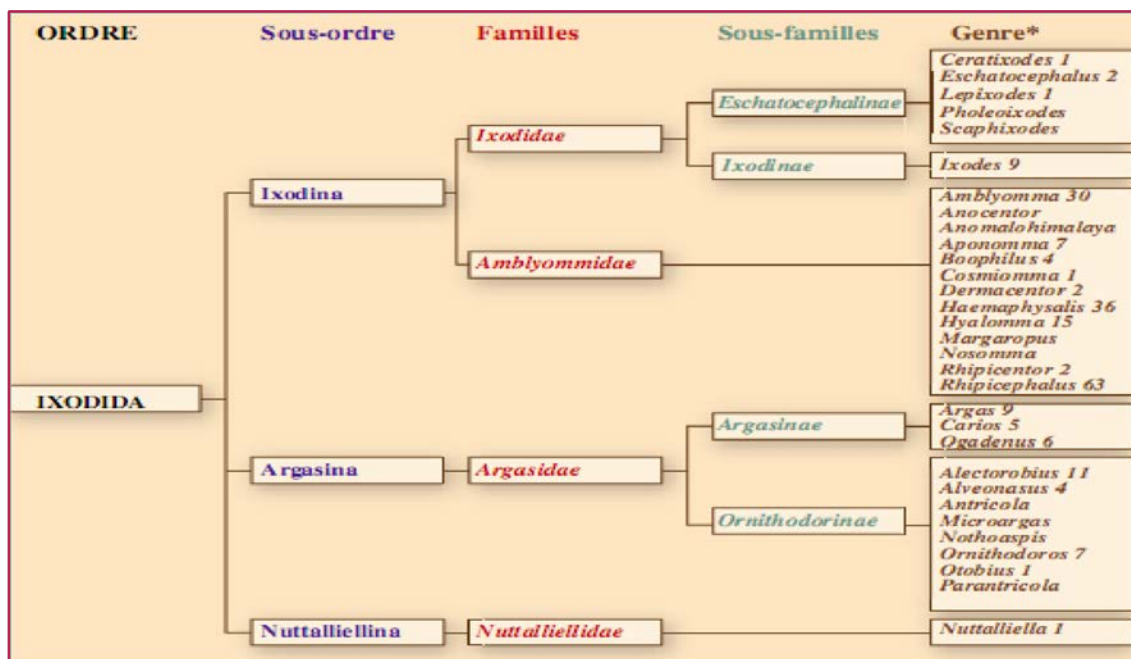 ORDRE Sous-ordre Familles Sous-familles Genre*
Ceratixodes 1
Eschatocephalus 2
Lepixodes 1
Pholeoixodes
Scaphixodes
Eschatocephalinae
Ixodidae
Ixodinae
Ixodes 9
Ixodina
Amblyomma 30
Anocentor
Anomalohimalaya
Aponomma 7
Boophilus 4
Cosmiomma 1
Dermacentor 2
Haemaphysalis 36
Hyalomma 15
Margaropus
Nosomma
Rhipicentor 2
Rhipicephalus 63
Amblyommidae
IXODIDA
Argas 9
Carios 5
Ogadenus 6
Argasinae
Argasina
Argasidae
Alectorobius 11
Alveonasus 4
Antricola
Microargas
Nothoaspis
Ornithodoros 7
Otobius 1
Parantricola
Ornithodorinae
Nuttalliellina
Nuttalliellidae
Nuttalliella 1